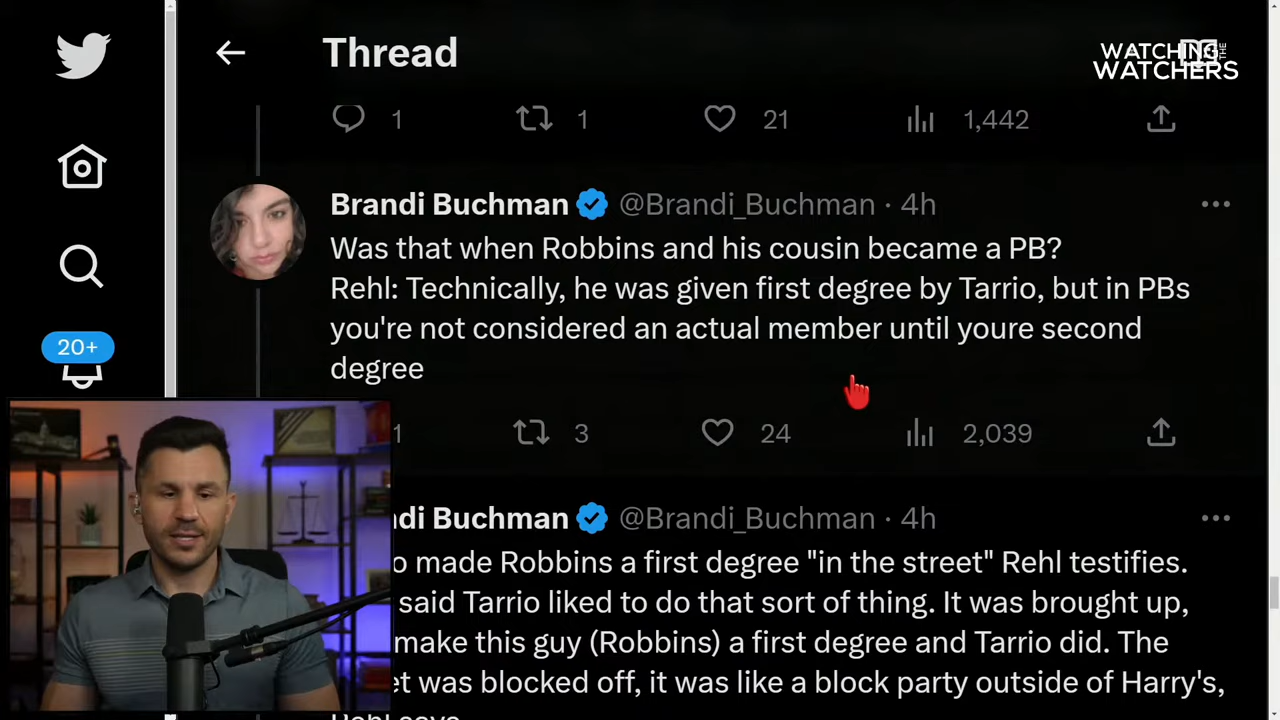 Thread
WATCHING THE
WATCHERS
1 1 21 1,442
Brandi Buchman @Brandi_Buchman · 4h
Was that when Robbins and his cousin became a PB?
Rehl: Technically, he was given first degree by Tarrio, but in PBs
you're not considered an actual member until youre second
degree
20+
1 3 24 2,039
di Buchman @Brandi_Buchman · 4h
o made Robbins a first degree "in the street" Rehl testifies.
said Tarrio liked to do that sort of thing. It was brought up,
make this guy (Robbins) a first degree and Tarrio did. The
et was blocked off, it was like a block party outside of Harry's,
Rehl says